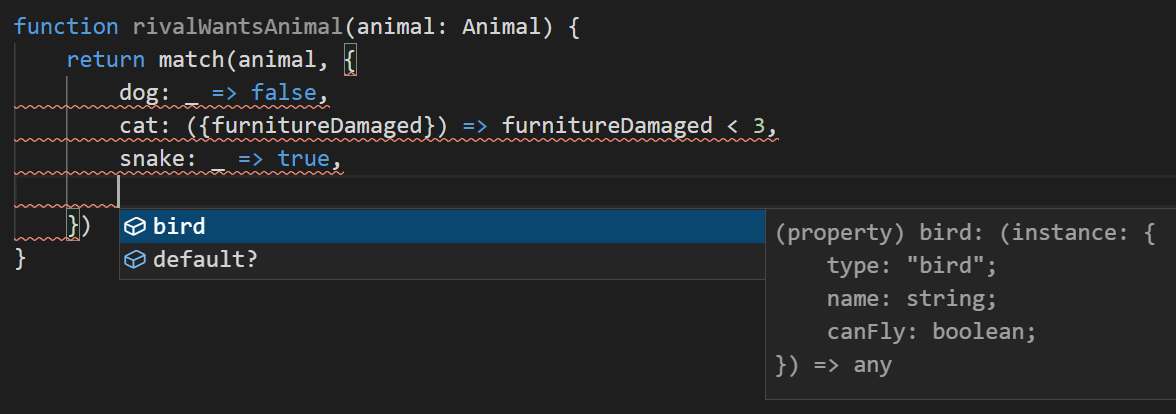 function rivalWantsAnimal(animal: Animal) {
    return match(animal, {
        dog: _ => false,
        cat: ({furnitureDamaged}) => furnitureDamaged < 3,
        snake: _ => true,
    })
}
bird
default?
(property) bird: (instance: {
    type: "bird";
    name: string;
    canFly: boolean;
}) => any